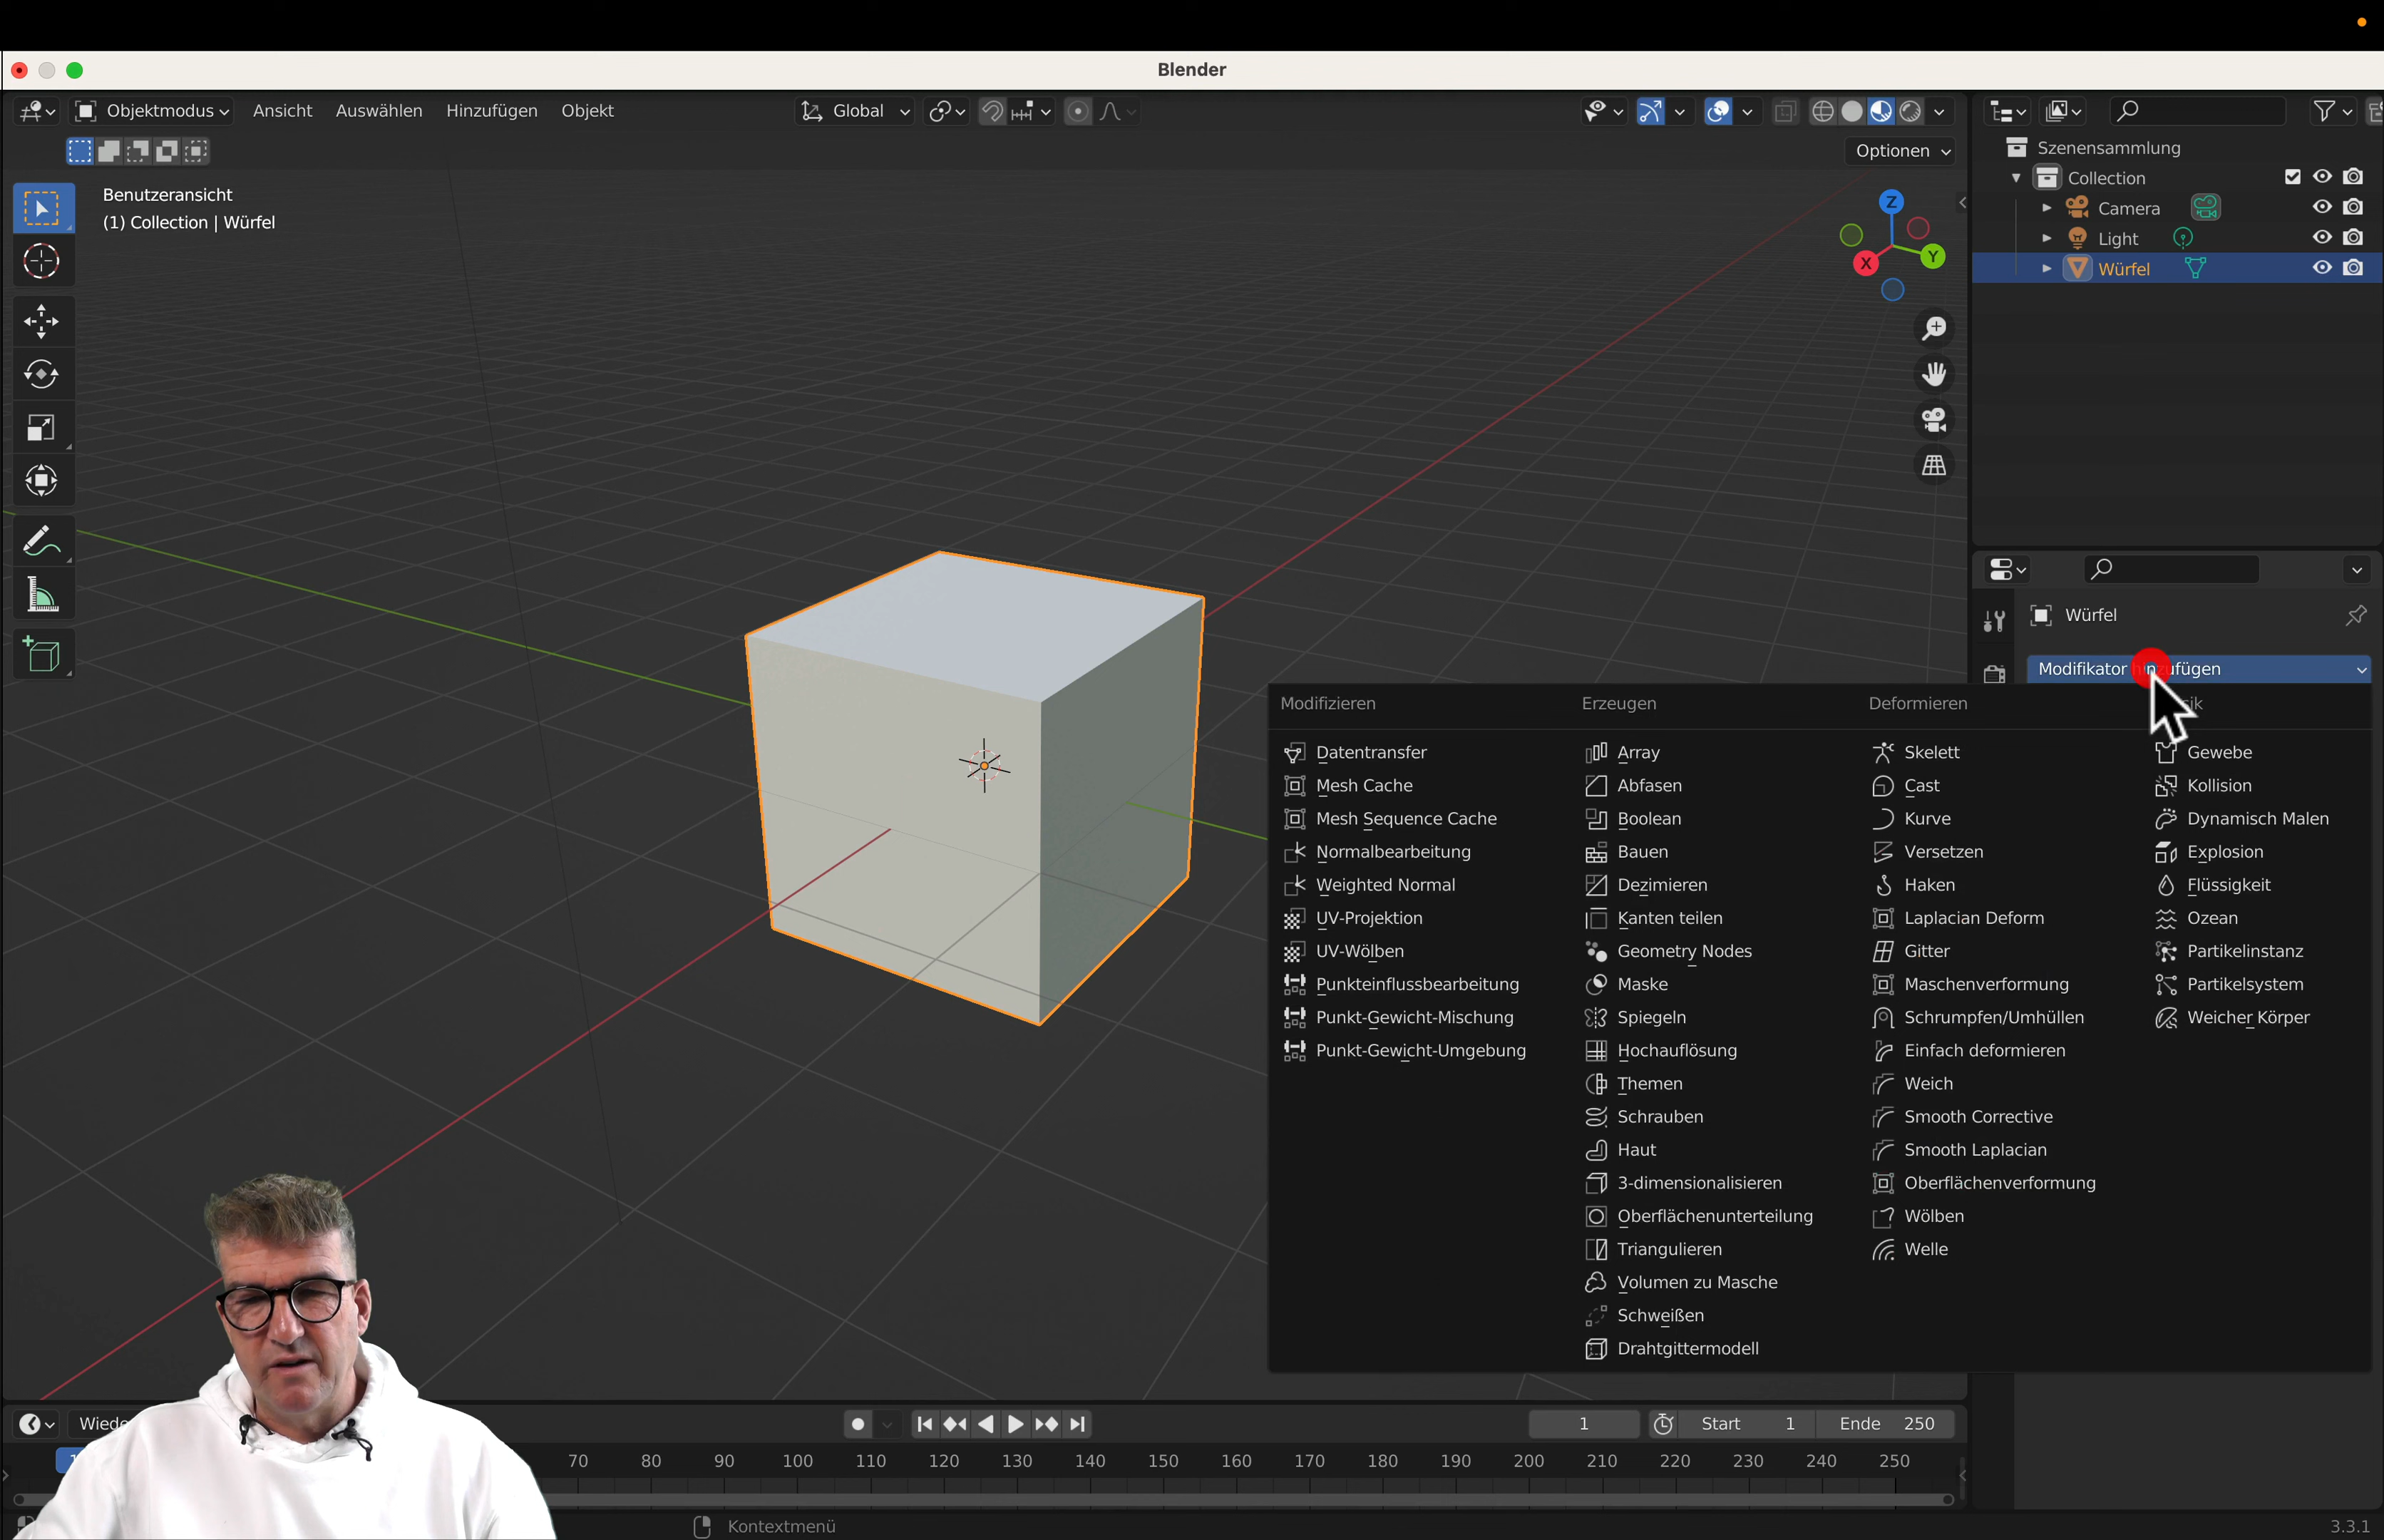 Blender
Objektmodus Ansicht Auswählen Hinzufügen Objekt Global
Optionen
Benutzeransicht
(1) Collection | Würfel
Z
Y
X
Szenensammlung
Collection
Camera
Light
Würfel
Würfel
Modifikator hinzufügen
Modifizieren
Datentransfer
Mesh Cache
Mesh Sequence Cache
Normalbearbeitung
Weighted Normal
UV-Projektion
UV-Wölben
Punkteinflussbearbeitung
Punkt-Gewicht-Mischung
Punkt-Gewicht-Umgebung
Erzeugen
Array
Abfasen
Boolean
Bauen
Dezimieren
Kanten teilen
Geometry Nodes
Maske
Spiegeln
Hochauflösung
Themen
Schrauben
Haut
3-dimensionalisieren
Oberflächenunterteilung
Triangulieren
Volumen zu Masche
Schweißen
Drahtgittermodell
Deformieren
Skelett
Cast
Kurve
Versetzen
Haken
Laplacian Deform
Gitter
Maschenverformung
Schrumpfen/Umhüllen
Einfach deformieren
Weich
Smooth Corrective
Smooth Laplacian
Oberflächenverformung
Wölben
Welle
Gewebe
Kollision
Dynamisch Malen
Explosion
Flüssigkeit
Ozean
Partikelinstanz
Partikelsystem
Weicher Körper
1 Start 1 Ende 250
70 80 90 100 110 120 130 140 150 160 170 180 190 200 210 220 230 240 250
Kontextmenü
3.3.1